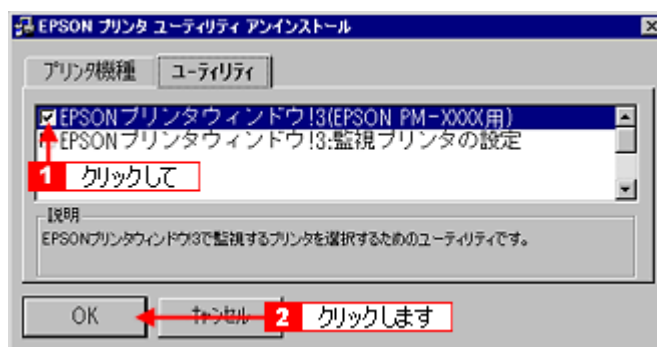 EPSON プリンタ ユーティリティ アンインストール
プリンタ機種 ユーティリティ
EPSONプリンタウィンドウ!3(EPSON PM-XXXX用)
EPSONプリンタウィンドウ!3:監視プリンタの設定
1 クリックして
説明
EPSONプリンタウィンドウ!3で監視するプリンタを選択するためのユーティリティです。
OK キャンセル 2 クリックします